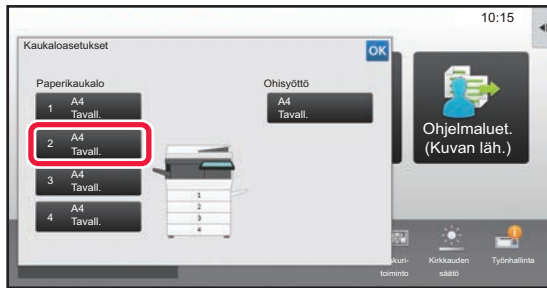 10:15
Kaukaloasetukset
OK
Paperikaukalo
Ohisyöttö
1 A4
Tavall.
A4
Tavall.
2 A4
Tavall.
3 A4
Tavall.
4 A4
Tavall.
1
2
3
4
Ohjelmaluet.
(Kuvan läh.)
toiminto
Kirkkauden
säätö
Työnhallinta